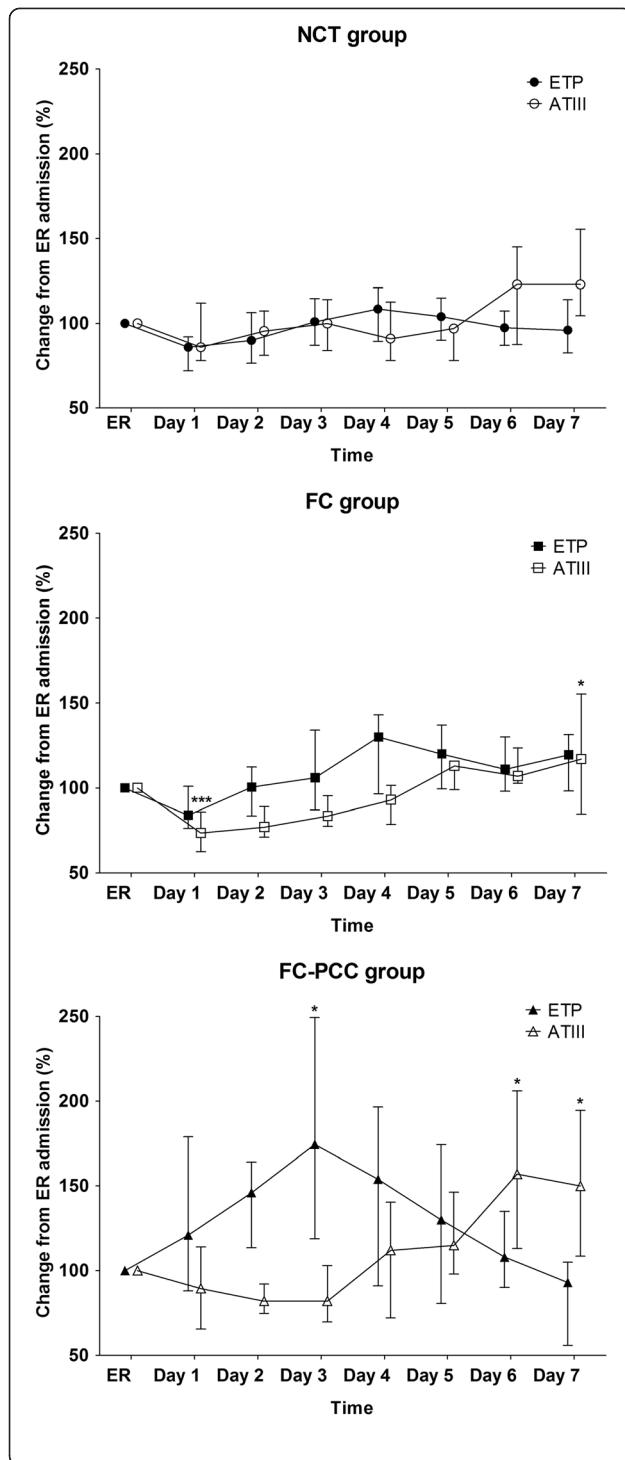 NCT group
250
200
150
100
50
Change from ER admission (%)
ETP
ATIII
ER Day 1 Day 2 Day 3 Day 4 Day 5 Day 6 Day 7
Time
FC group
250
200
150
100
50
Change from ER admission (%)
ETP
ATIII
***
*
ER Day 1 Day 2 Day 3 Day 4 Day 5 Day 6 Day 7
Time
FC-PCC group
250
200
150
100
50
Change from ER admission (%)
ETP
ATIII
*
*
*
ER Day 1 Day 2 Day 3 Day 4 Day 5 Day 6 Day 7
Time